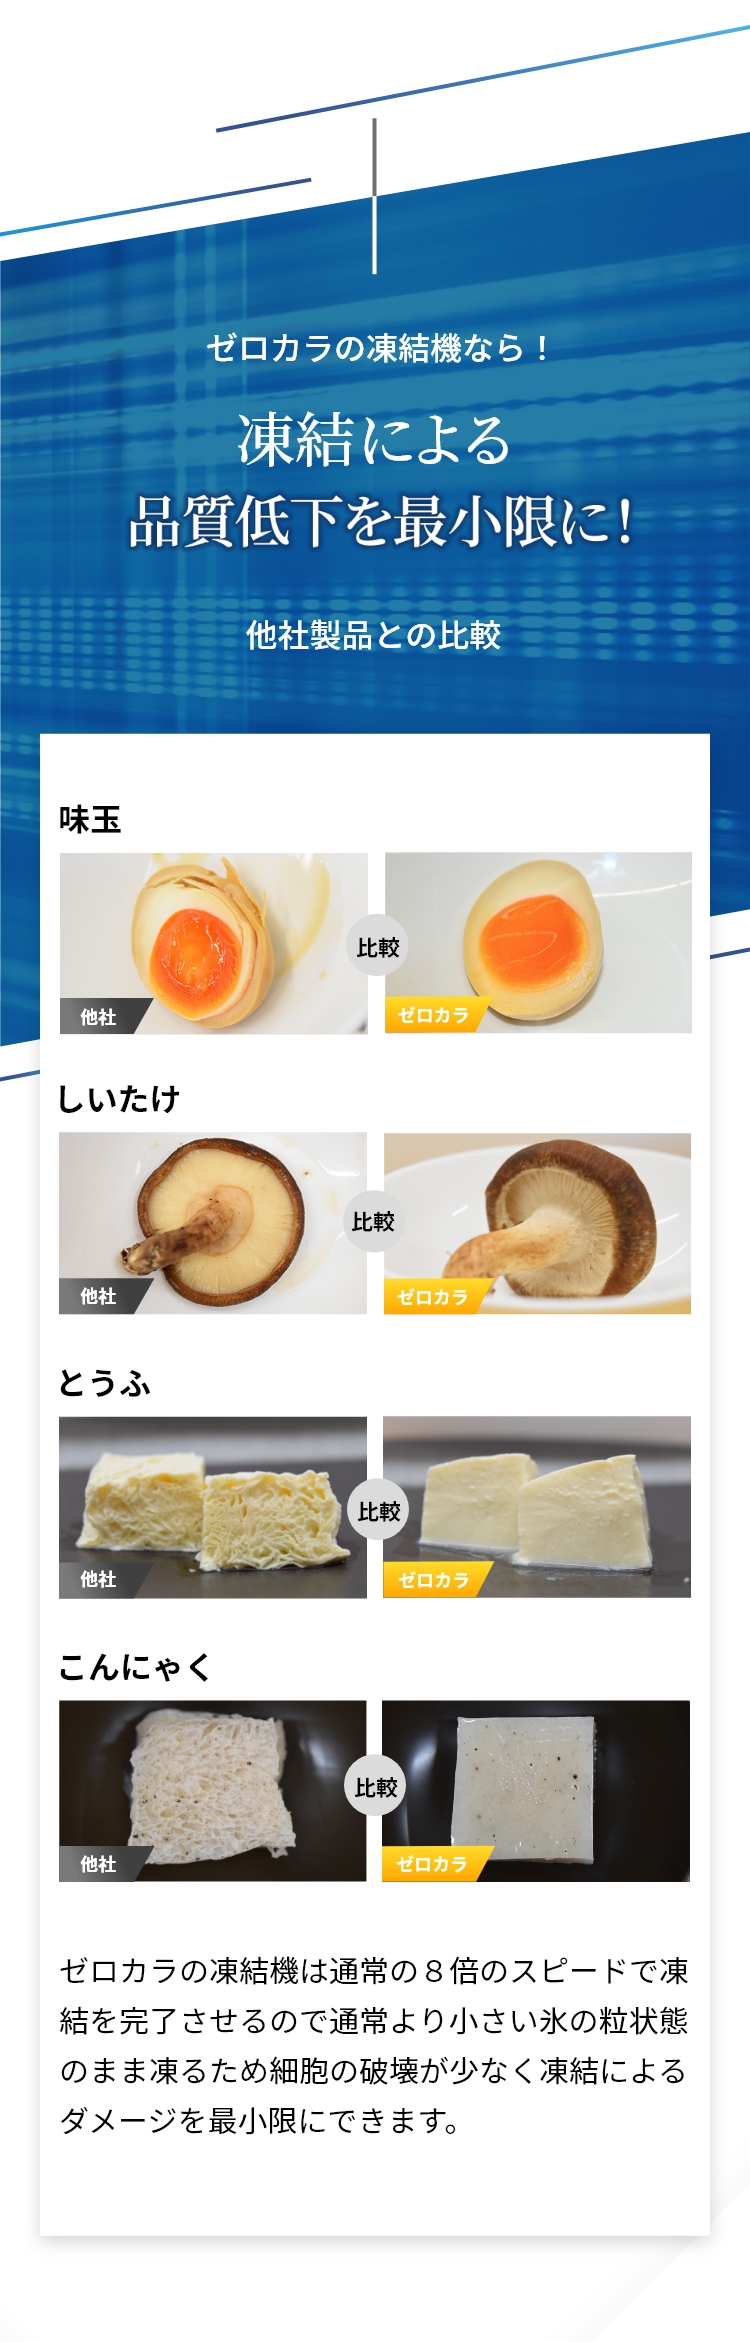 ゼロカラの凍結機なら！
凍結による
品質低下を最小限に！
他社製品との比較
味玉
他社
比較
ゼロカラ
しいたけ
他社
比較
ゼロカラ
とうふ
他社
比較
ゼロカラ
こんにゃく
他社
比較
ゼロカラ
ゼロカラの凍結機は通常の８倍のスピードで凍
結を完了させるので通常より小さい氷の粒状態
のまま凍るため細胞の破壊が少なく凍結による
ダメージを最小限にできます。